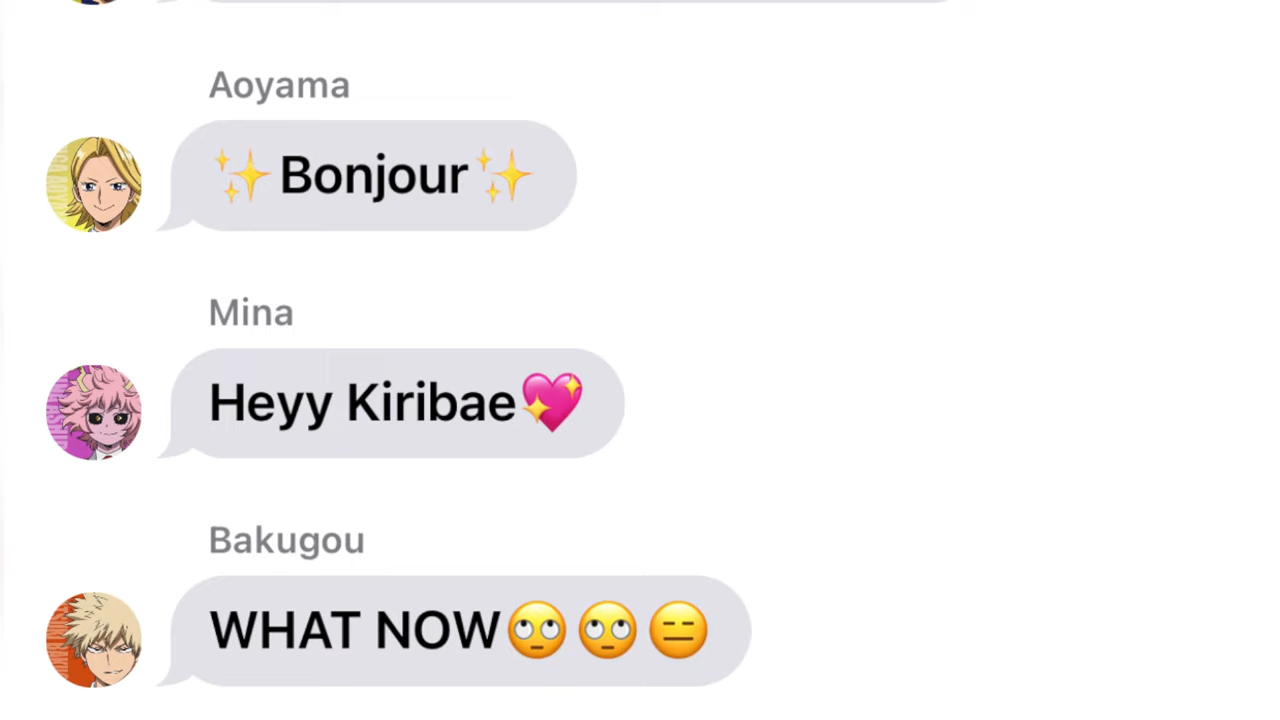 Aoyama
✨Bonjour✨
Mina
Heyy Kiribae💖
Bakugou
WHAT NOW🙄🙄😑